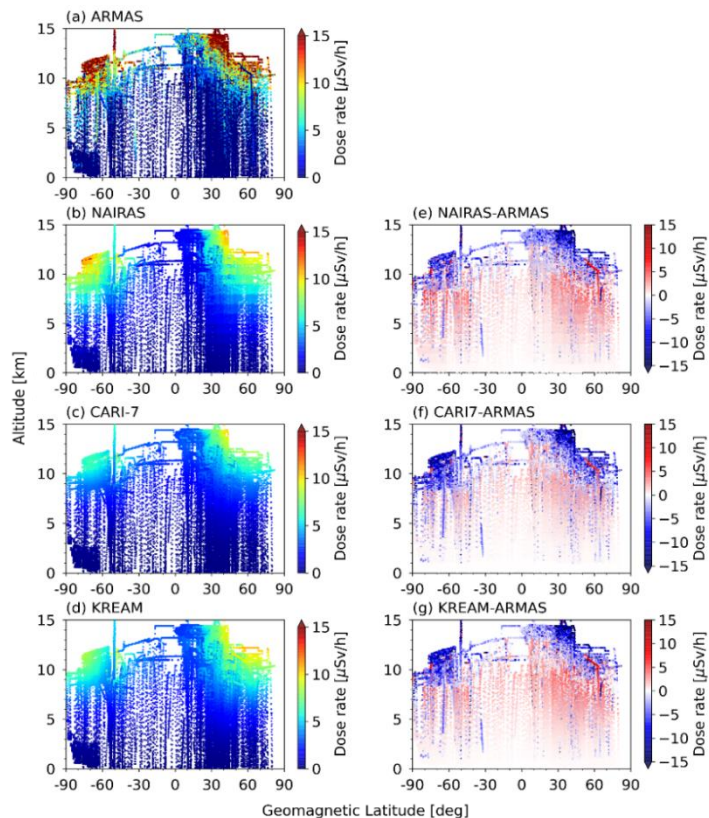 (a) ARMAS
15
10
5
0
-90 -60 -30 0 30 60 90
15
10
5
0
Dose rate [μSv/h]
(b) NAIRAS
15
10
5
0
-90 -60 -30 0 30 60 90
15
10
5
0
Dose rate [μSv/h]
(e) NAIRAS-ARMAS
15
10
5
0
-90 -60 -30 0 30 60 90
15
10
5
0
−5
−10
−15
Dose rate [μSv/h]
Altitude [km]
(c) CARI-7
15
10
5
0
-90 -60 -30 0 30 60 90
15
10
5
0
Dose rate [μSv/h]
(f) CARI7-ARMAS
15
10
5
0
-90 -60 -30 0 30 60 90
15
10
5
0
−5
−10
−15
Dose rate [μSv/h]
(d) KREAM
15
10
5
0
-90 -60 -30 0 30 60 90
15
10
5
0
Dose rate [μSv/h]
(g) KREAM-ARMAS
15
10
5
0
-90 -60 -30 0 30 60 90
15
10
5
0
−5
−10
−15
Dose rate [μSv/h]
Geomagnetic Latitude [deg]